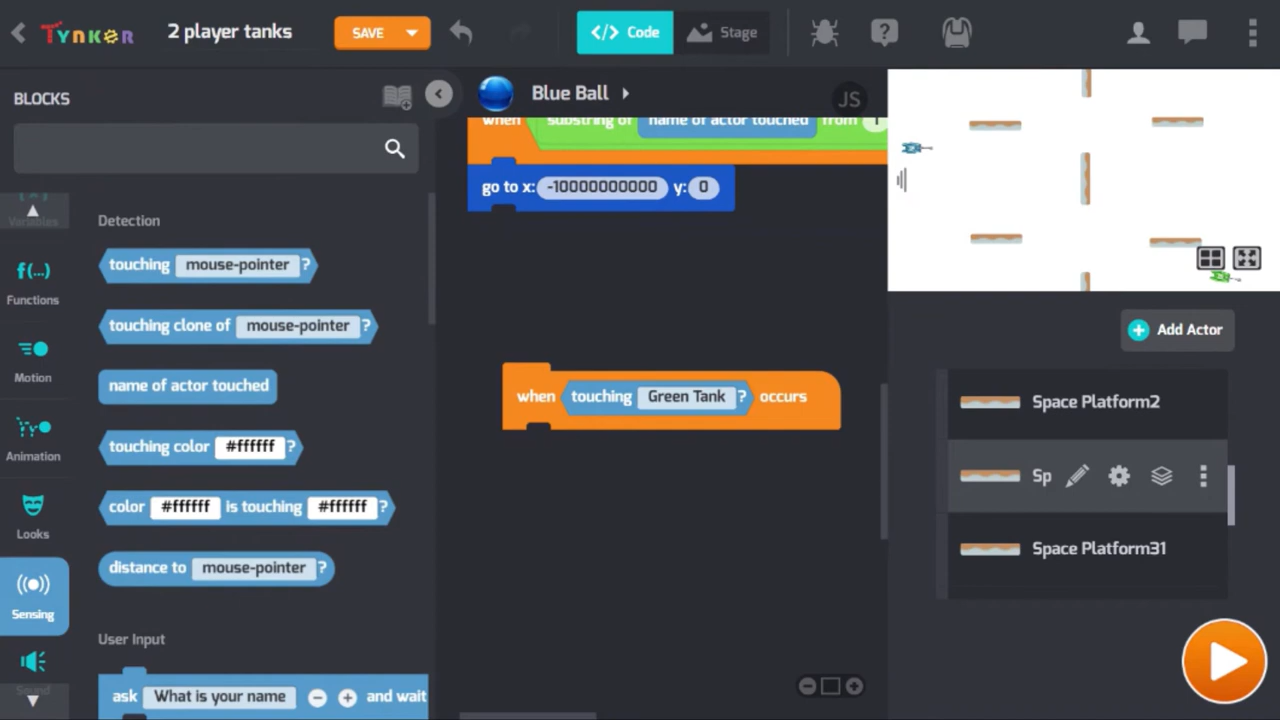 TYNKER
2 player tanks
SAVE
</> Code
Stage
BLOCKS
Blue Ball
JS
when substring of name of actor touched from 1
go to x: -10000000000 y: 0
Variables
f(...)
Functions
Motion
Animation
Looks
Sensing
Sound
Detection
touching mouse-pointer ?
touching clone of mouse-pointer ?
name of actor touched
touching color #ffffff ?
color #ffffff is touching #ffffff ?
distance to mouse-pointer ?
User Input
ask What is your name and wait
when touching Green Tank ? occurs
Add Actor
Space Platform2
Sp
Space Platform31